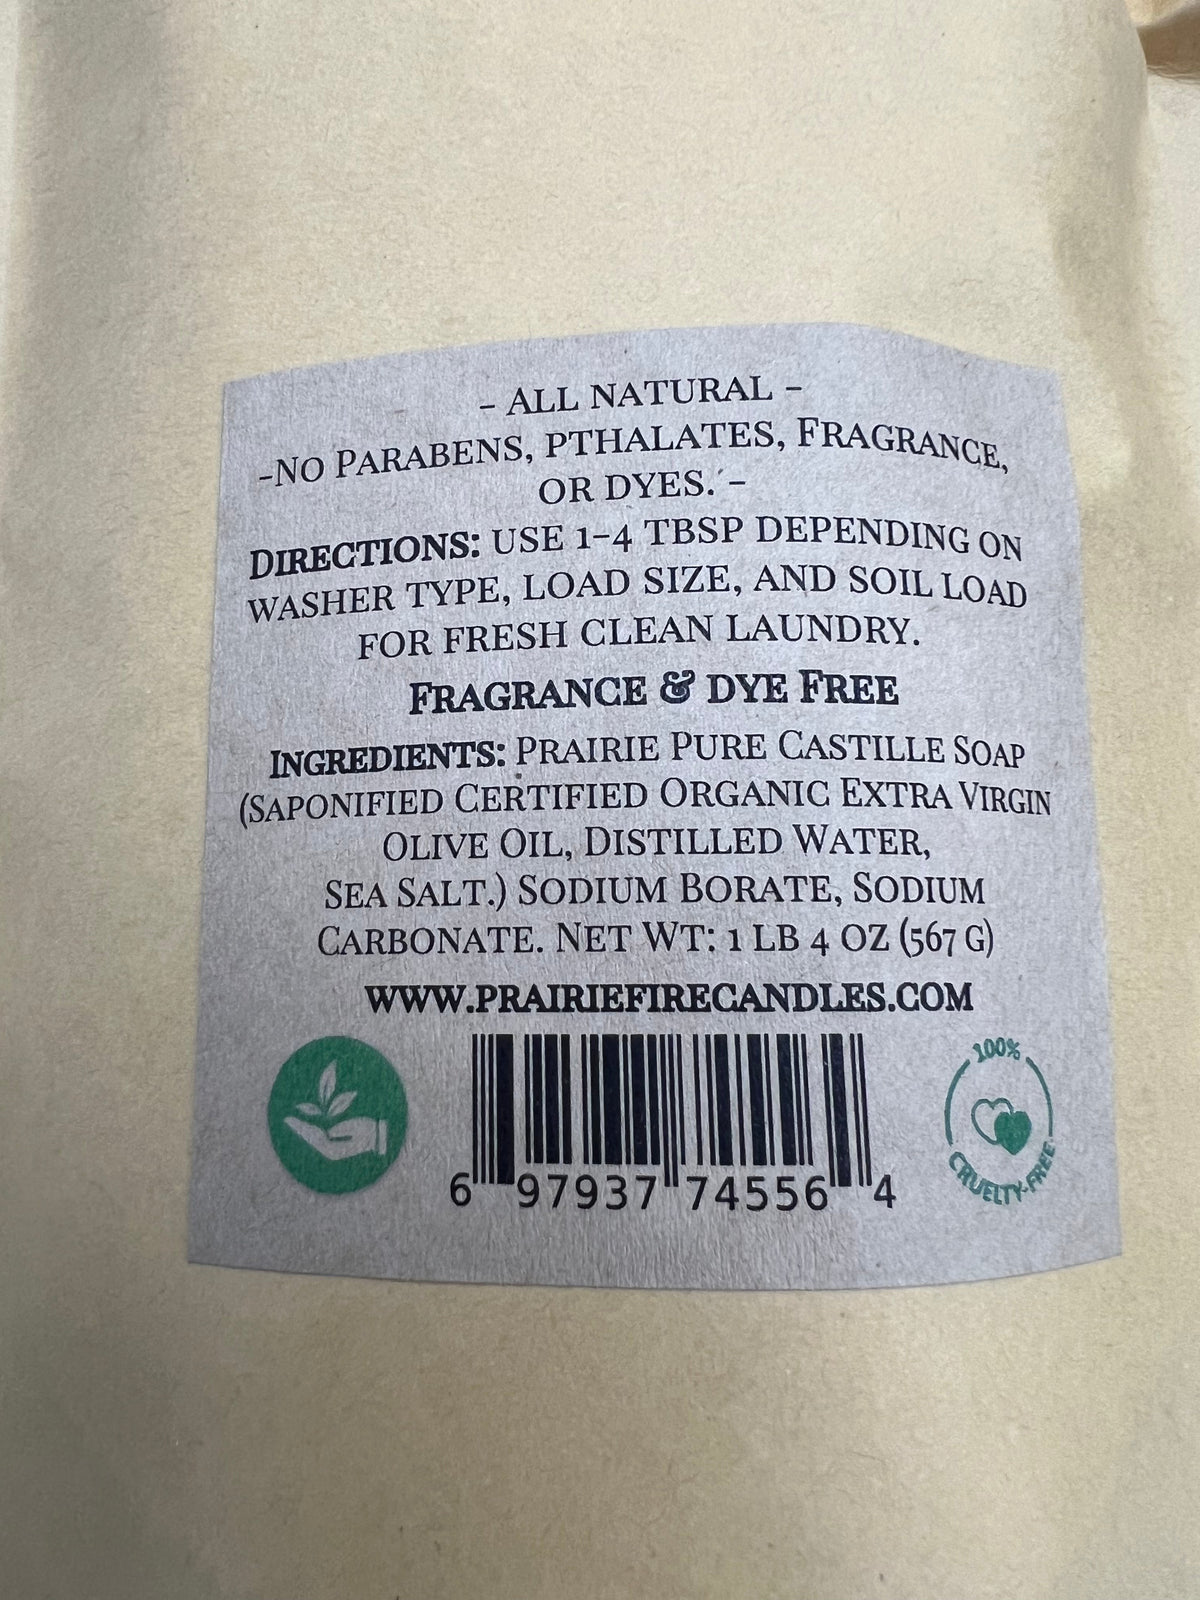 - ALL NATURAL -
-NO PARABENS, PTHALATES, FRAGRANCE,
OR DYES. -
DIRECTIONS: USE 1-4 TBSP DEPENDING ON
WASHER TYPE, LOAD SIZE, AND SOIL LOAD
FOR FRESH CLEAN LAUNDRY.
FRAGRANCE & DYE FREE
INGREDIENTS: PRAIRIE PURE CASTILLE SOAP
(SAPONIFIED CERTIFIED ORGANIC EXTRA VIRGIN
OLIVE OIL, DISTILLED WATER,
SEA SALT.) SODIUM BORATE, SODIUM
CARBONATE. NET WT: 1 LB 4 OZ (567 G)
WWW.PRAIRIEFIRECANDLES.COM
6 97937 74556 4
100%
CRUELTY-FREE